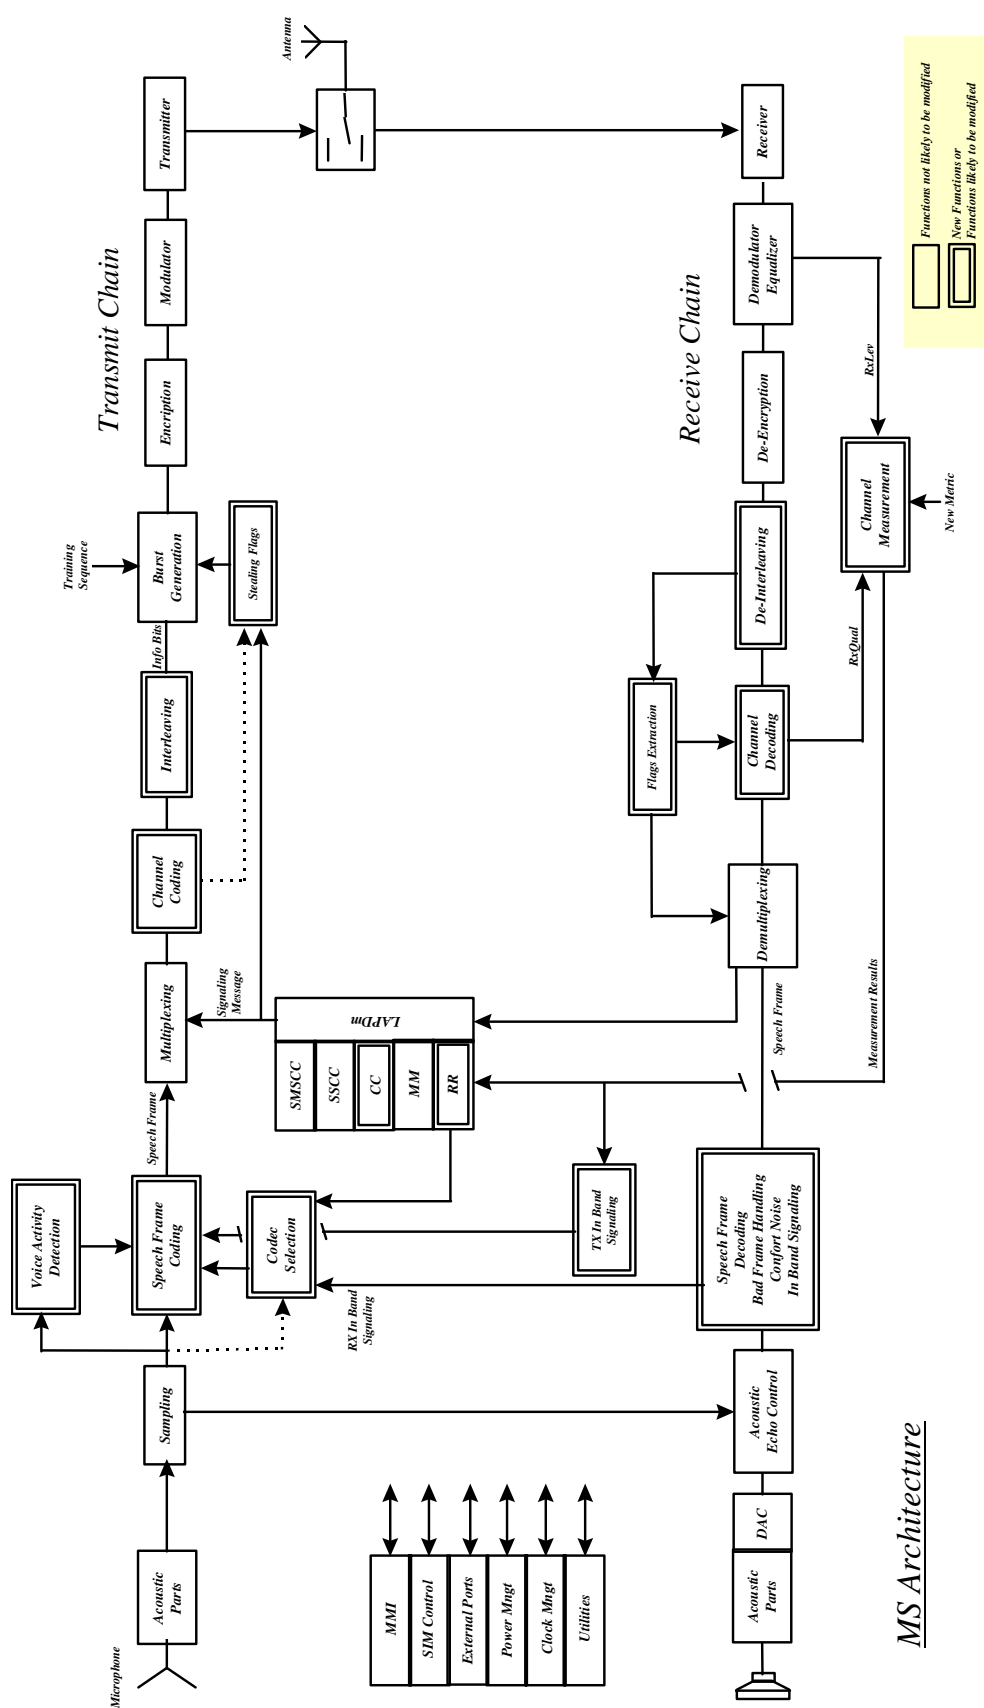 Microphone
Acoustic
Parts
Sampling
Voice Activity
Detection
Speech Frame
Coding
Speech Frame
Multiplexing
Channel
Coding
Interleaving
Info Bits
Training
Sequence
Burst
Generation
Encription
Modulator
Transmitter
Transmit Chain
Antenna
Stealing Flags
Signaling
Message
Codec
Selection
RX In Band
Signaling
SMSCC
SSCC
CC
MM
RR
LAPDm
MMI
SIM Control
External Ports
Power Mngt
Clock Mngt
Utilities
TX In Band
Signaling
Flags Extraction
Receive Chain
Acoustic
Parts
DAC
Acoustic
Echo Control
Speech Frame
Decoding
Bad Frame Handling
Confort Noise
In Band Signaling
Speech Frame
Demultiplexing
Channel
Decoding
De-Interleaving
De-Encryption
Demodulator
Equalizer
Receiver
Measurement Results
RxQual
Channel
Measurement
RxLev
New Metric
MS Architecture
Functions not likely to be modified
New Functions or
Functions likely to be modified